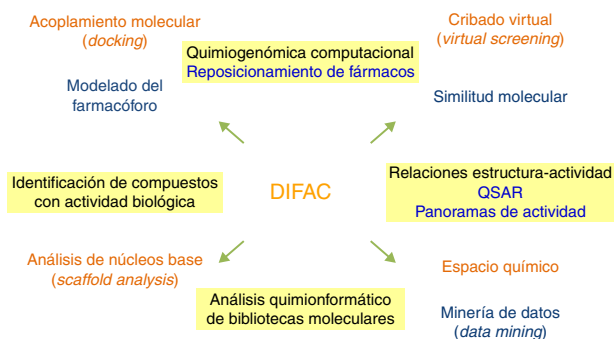 Acoplamiento molecular
(docking)
Cribado virtual
(virtual screening)
Quimiogenómica computacional
Reposicionamiento de fármacos
Modelado del
farmacóforo
Similitud molecular
Identificación de compuestos
con actividad biológica
DIFAC
Relaciones estructura-actividad
QSAR
Panoramas de actividad
Análisis de núcleos base
(scaffold analysis)
Espacio químico
Análisis quimionformático
de bibliotecas moleculares
Minería de datos
(data mining)